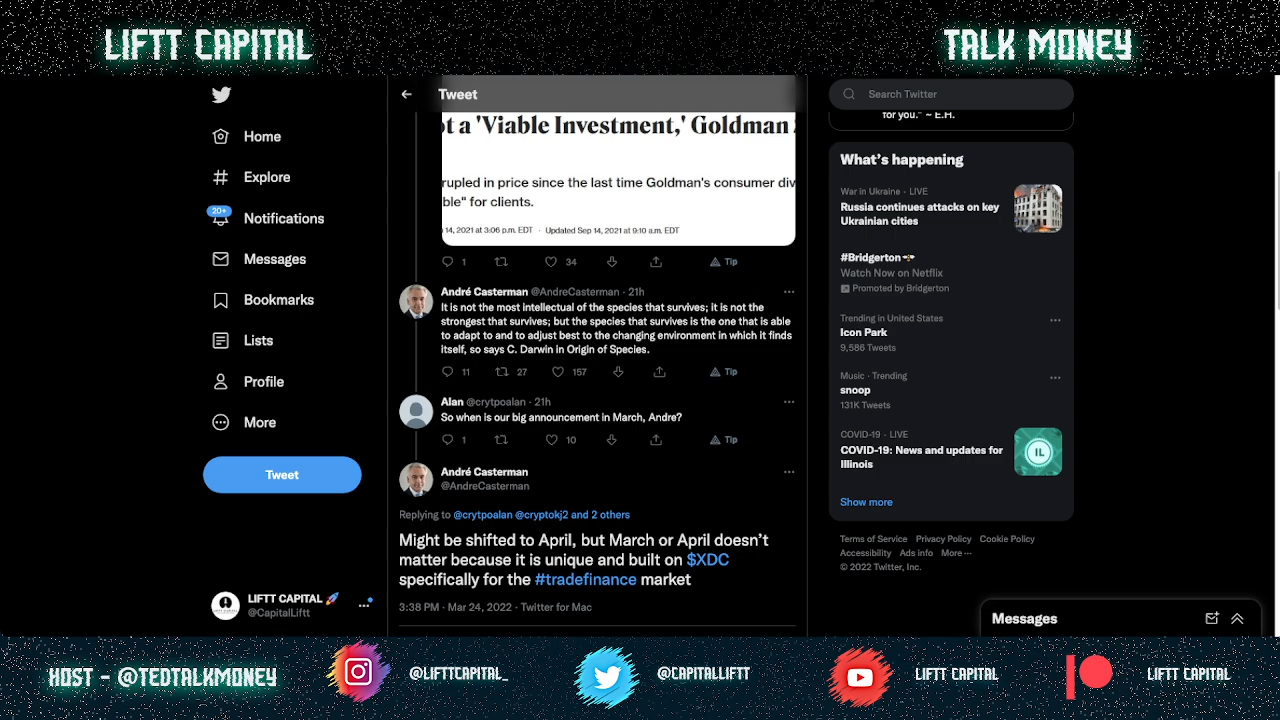 LIFTT CAPITAL
TALK MONEY
Home
Explore
20+
Notifications
Messages
Bookmarks
Lists
Profile
More
Tweet
LIFTT CAPITAL 🚀
@CapitalLiftt
Tweet
a 'Viable Investment,' Goldman
in price since the last time Goldman's consumer
for clients.
14, 2021 at 3:06 p.m. EDT · Updated Sep 14, 2021 at 9:10 a.m. EDT
1 34 Tip
André Casterman @AndreCasterman · 21h
It is not the most intellectual of the species that survives; it is not the
strongest that survives; but the species that survives is the one that is able
to adapt to and to adjust best to the changing environment in which it finds
itself, so says C. Darwin in Origin of Species.
11 27 157 Tip
Alan @crytpoalan · 21h
So when is our big announcement in March, Andre?
1 10 Tip
André Casterman
@AndreCasterman
Replying to @crytpoalan @cryptokj2 and 2 others
Might be shifted to April, but March or April doesn't
matter because it is unique and built on $XDC
specifically for the #tradefinance market
3:38 PM · Mar 24, 2022 · Twitter for Mac
Search Twitter
for you." ~ E.H.
What's happening
War in Ukraine · LIVE
Russia continues attacks on key
Ukrainian cities
#Bridgerton
Watch Now on Netflix
Promoted by Bridgerton
Trending in United States
Icon Park
9,586 Tweets
Music · Trending
snoop
131K Tweets
COVID-19 · LIVE
COVID-19: News and updates for
Illinois
IL
Show more
Terms of Service Privacy Policy Cookie Policy
Accessibility Ads info More ···
© 2022 Twitter, Inc.
Messages
HOST - @TEDTALKMONEY
@LIFTTCAPITAL_
@CAPITALLIFTT
LIFTT CAPITAL
LIFTT CAPITAL